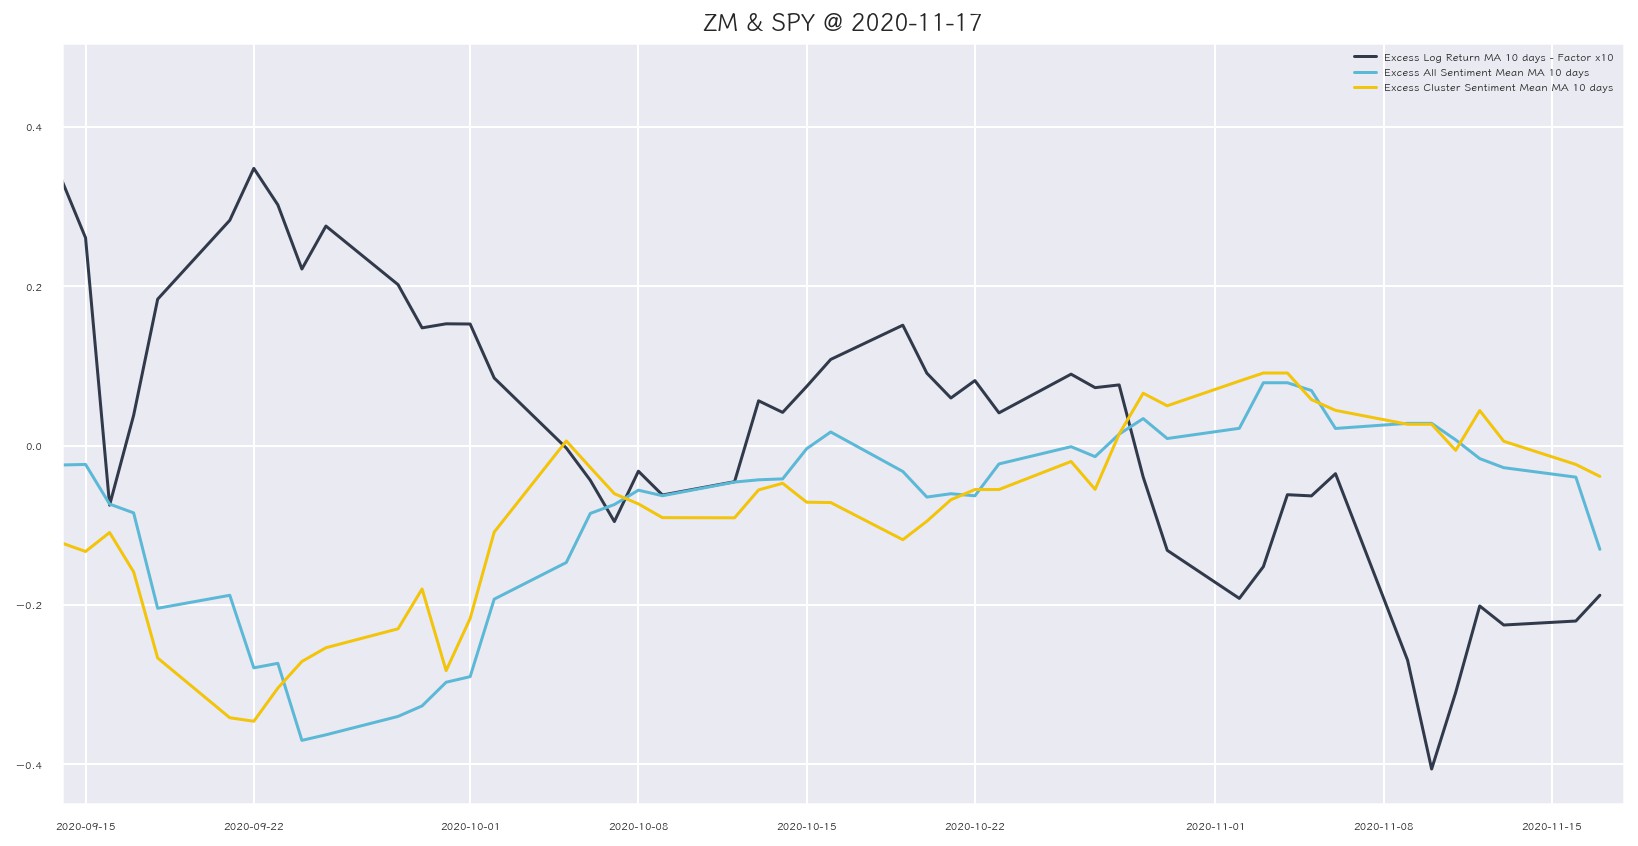 ZM & SPY @ 2020-11-17
Excess Log Return MA 10 days - Factor x10
Excess All Sentiment Mean MA 10 days
Excess Cluster Sentiment Mean MA 10 days
0.4
0.2
0.0
−0.2
−0.4
2020-09-15 2020-09-22 2020-10-01 2020-10-08 2020-10-15 2020-10-22 2020-11-01 2020-11-08 2020-11-15